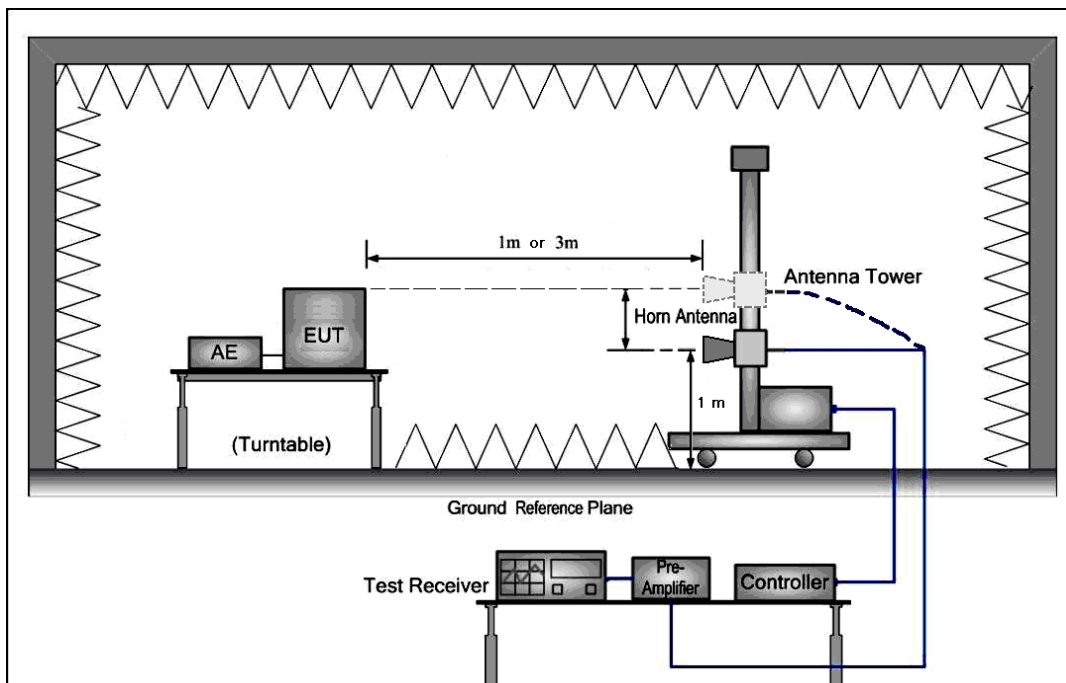 1m or 3m
Antenna Tower
Horn Antenna
EUT
AE
1 m
(Turntable)
Ground Reference Plane
Test Receiver
Pre-
Amplifier
Controller